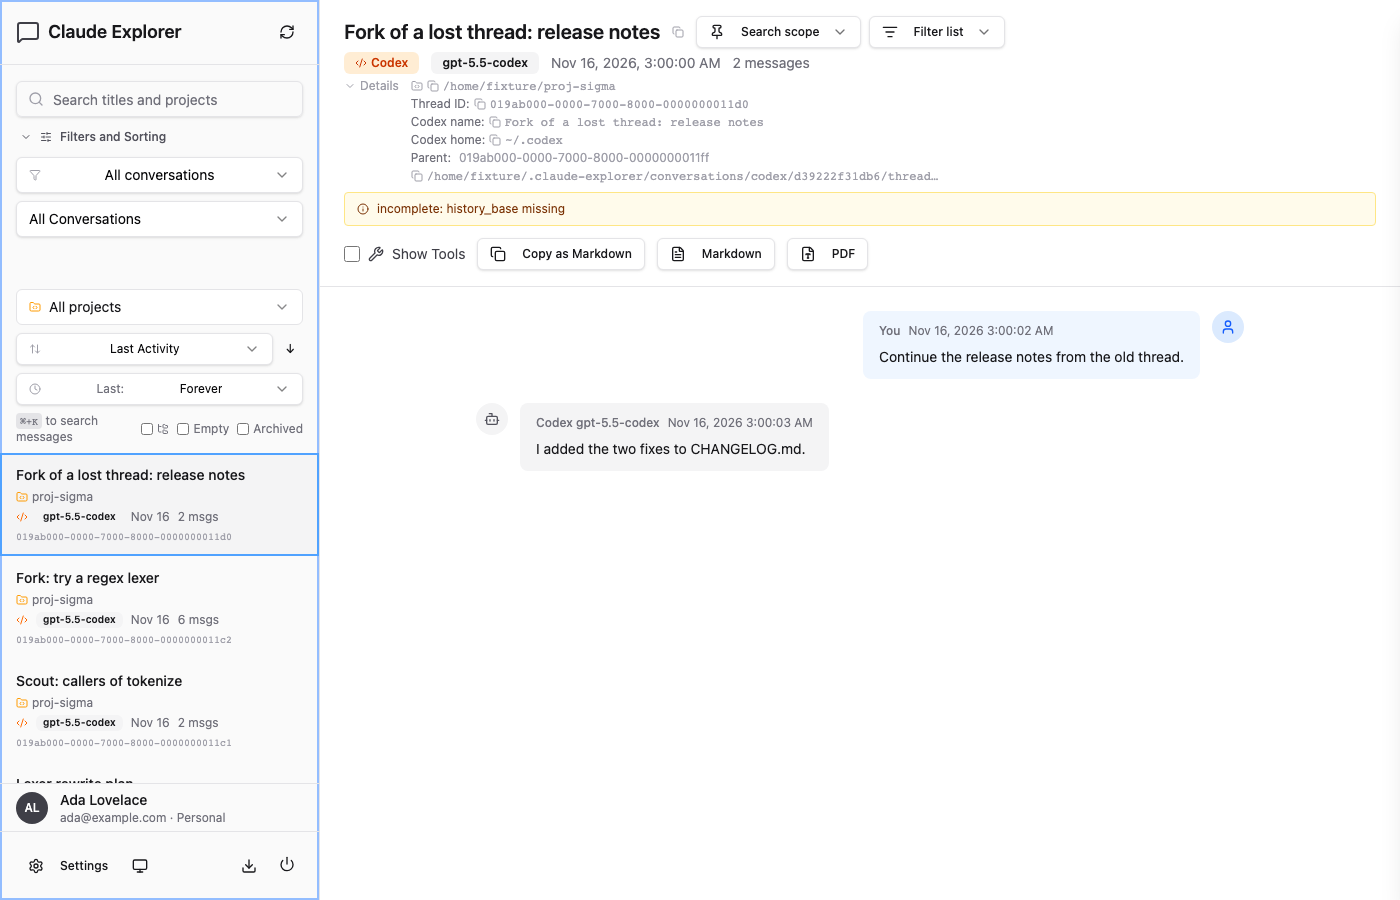 Claude Explorer
Search titles and projects
Filters and Sorting
All conversations
All Conversations
All projects
Last Activity
Last: Forever
⌘+K to search messages
Empty
Archived
Fork of a lost thread: release notes
proj-sigma
gpt-5.5-codex Nov 16 2 msgs
019ab000-0000-7000-8000-0000000011d0
Fork: try a regex lexer
proj-sigma
gpt-5.5-codex Nov 16 6 msgs
019ab000-0000-7000-8000-0000000011c2
Scout: callers of tokenize
proj-sigma
gpt-5.5-codex Nov 16 2 msgs
019ab000-0000-7000-8000-0000000011c1
Lexer rewrite plan
AL
Ada Lovelace
ada@example.com · Personal
Settings
Fork of a lost thread: release notes
Search scope
Filter list
Codex gpt-5.5-codex Nov 16, 2026, 3:00:00 AM 2 messages
Details
/home/fixture/proj-sigma
Thread ID: 019ab000-0000-7000-8000-0000000011d0
Codex name: Fork of a lost thread: release notes
Codex home: ~/.codex
Parent: 019ab000-0000-7000-8000-0000000011ff
/home/fixture/.claude-explorer/conversations/codex/d39222f31db6/thread…
incomplete: history_base missing
Show Tools
Copy as Markdown
Markdown
PDF
You Nov 16, 2026 3:00:02 AM
Continue the release notes from the old thread.
Codex gpt-5.5-codex Nov 16, 2026 3:00:03 AM
I added the two fixes to CHANGELOG.md.